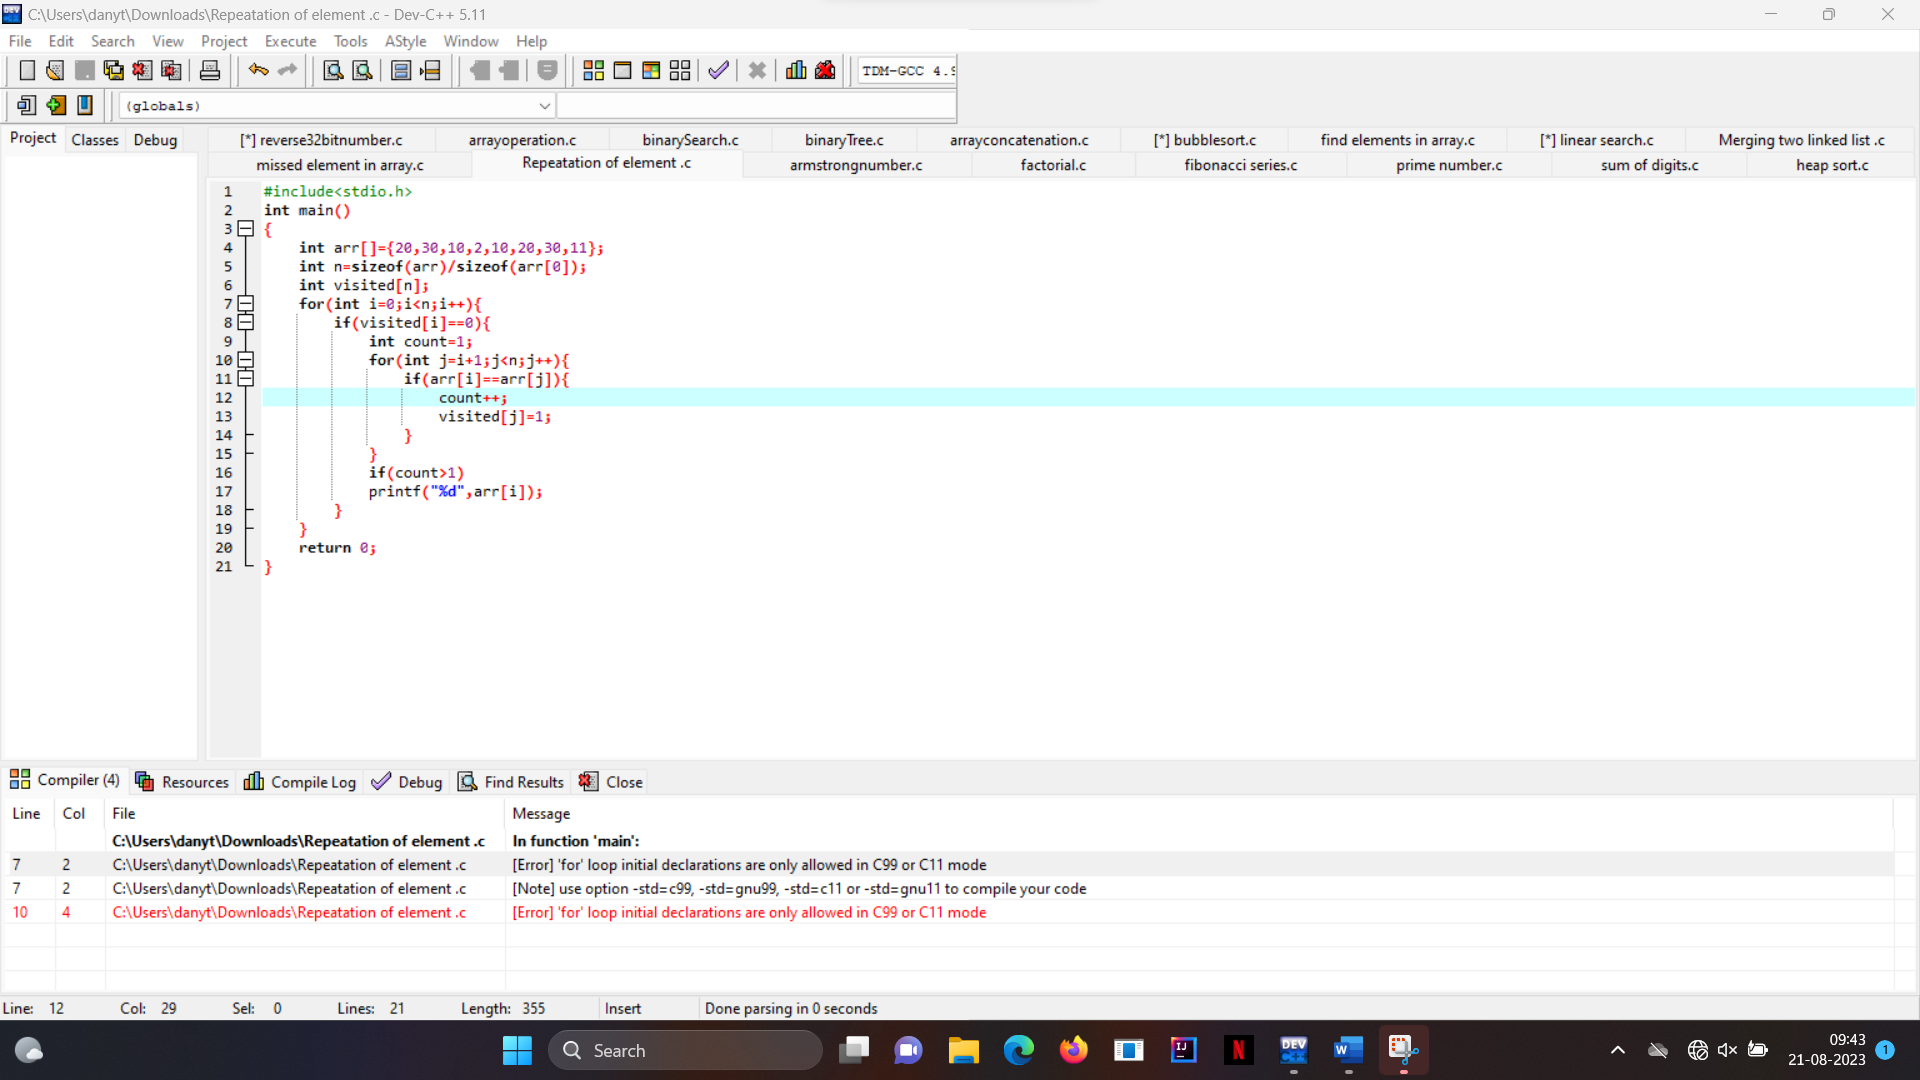 C:\Users\danyt\Downloads\Repeatation of element .c - Dev-C++ 5.11
File Edit Search View Project Execute Tools AStyle Window Help
TDM-GCC 4.9
(globals)
Project Classes Debug
[*] reverse32bitnumber.c arrayoperation.c binarySearch.c binaryTree.c arrayconcatenation.c [*] bubblesort.c find elements in array.c [*] linear search.c Merging two linked list .c
missed element in array.c Repeatation of element .c armstrongnumber.c factorial.c fibonacci series.c prime number.c sum of digits.c heap sort.c
1 #include<stdio.h>
2 int main()
3 {
4 int arr[]={20,30,10,2,10,20,30,11};
5 int n=sizeof(arr)/sizeof(arr[0]);
6 int visited[n];
7 for(int i=0;i<n;i++){
8 if(visited[i]==0){
9 int count=1;
10 for(int j=i+1;j<n;j++){
11 if(arr[i]==arr[j]){
12 count++;
13 visited[j]=1;
14 }
15 }
16 if(count>1)
17 printf("%d",arr[i]);
18 }
19 }
20 return 0;
21 }
Compiler (4) Resources Compile Log Debug Find Results Close
Line Col File Message
C:\Users\danyt\Downloads\Repeatation of element .c In function 'main':
7 2 C:\Users\danyt\Downloads\Repeatation of element .c [Error] 'for' loop initial declarations are only allowed in C99 or C11 mode
7 2 C:\Users\danyt\Downloads\Repeatation of element .c [Note] use option -std=c99, -std=gnu99, -std=c11 or -std=gnu11 to compile your code
10 4 C:\Users\danyt\Downloads\Repeatation of element .c [Error] 'for' loop initial declarations are only allowed in C99 or C11 mode
Line: 12 Col: 29 Sel: 0 Lines: 21 Length: 355 Insert Done parsing in 0 seconds
Search
09:43
21-08-2023
1